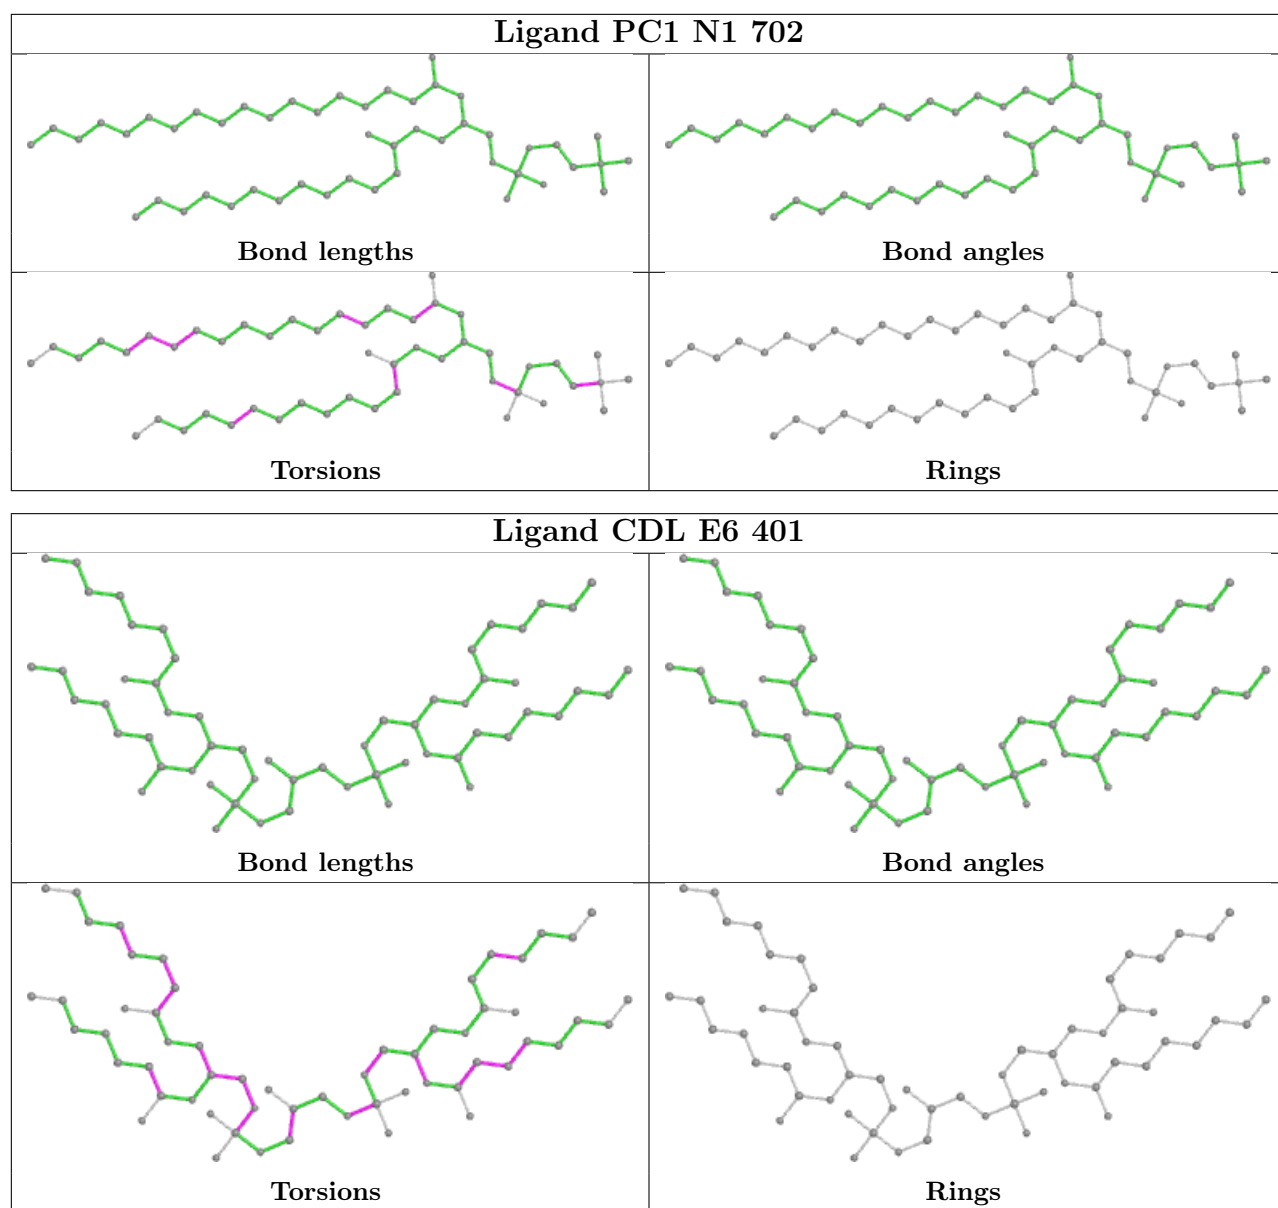 Ligand PC1 N1 702
Bond lengths
Bond angles
Torsions
Rings
Ligand CDL E6 401
Bond lengths
Bond angles
Torsions
Rings